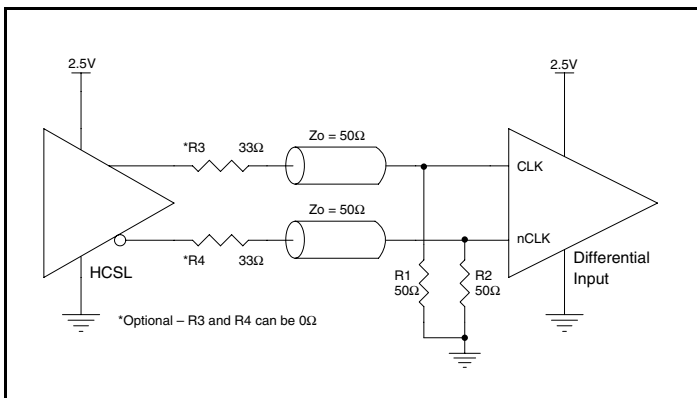 2.5V
2.5V
*R3 33Ω
Zo = 50Ω
CLK
Zo = 50Ω
nCLK
*R4 33Ω
HCSL
R1
50Ω
R2
50Ω
Differential
Input
*Optional – R3 and R4 can be 0Ω